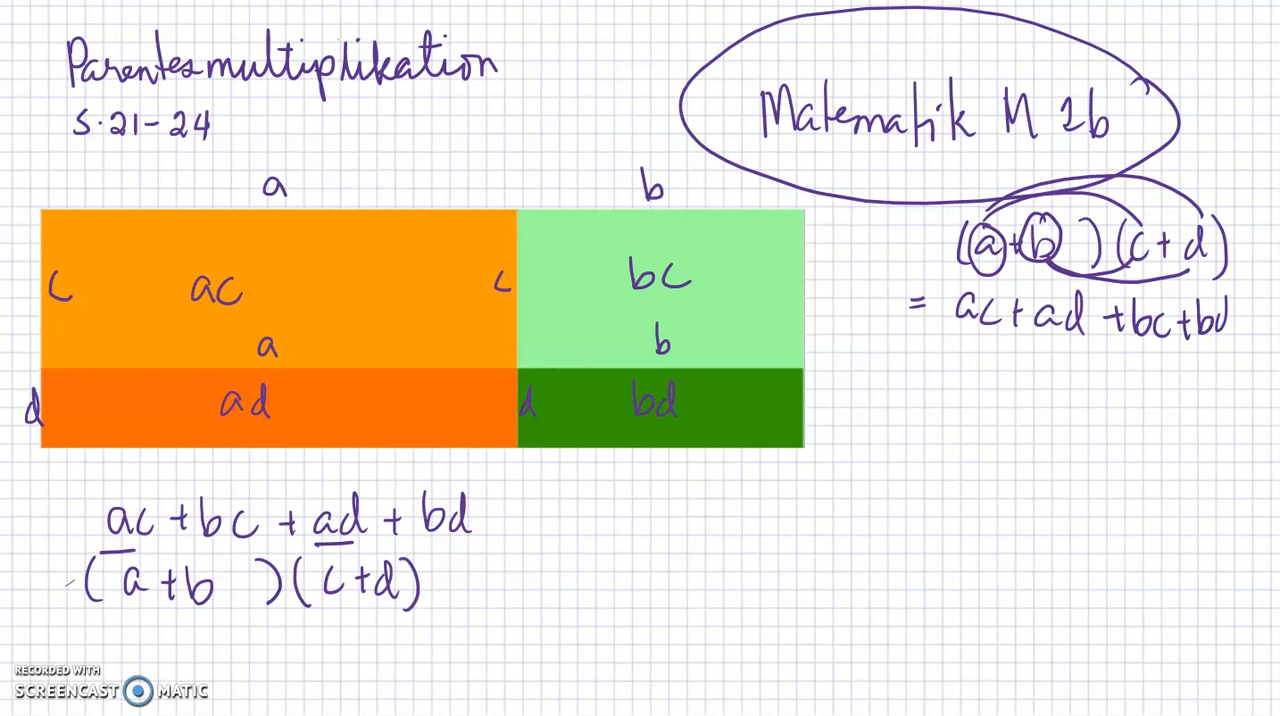 Parentesmultiplikation
S.21-24
Matematik M 1b
a
b
c
ac
c
bc
a
b
d
ad
d
bd
(a+b)(c+d)
= ac+ad+bc+bd
ac+bc+ad+bd
(a+b)(c+d)
RECORDED WITH
SCREENCAST MATIC